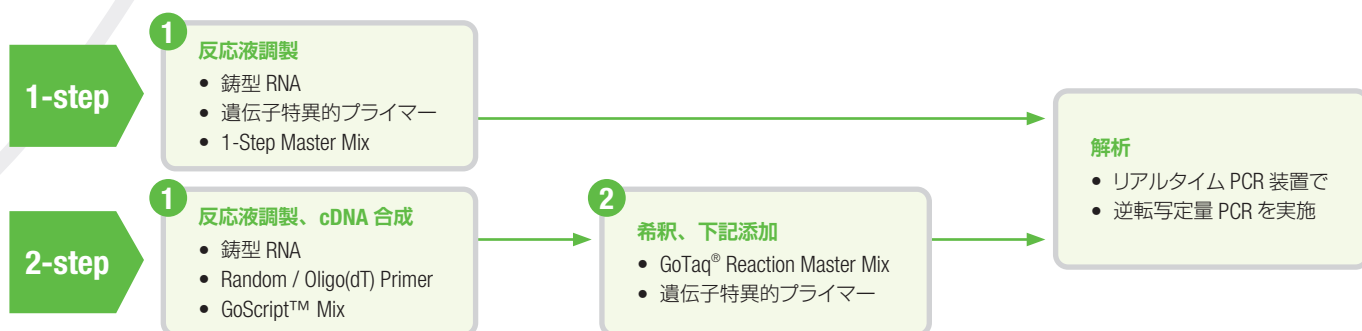 1-step
1
反応液調製
• 鋳型 RNA
• 遺伝子特異的プライマー
• 1-Step Master Mix
2-step
1
反応液調製、cDNA 合成
• 鋳型 RNA
• Random / Oligo(dT) Primer
• GoScript™ Mix
2
希釈、下記添加
• GoTaq® Reaction Master Mix
• 遺伝子特異的プライマー
解析
• リアルタイム PCR 装置で
• 逆転写定量 PCR を実施